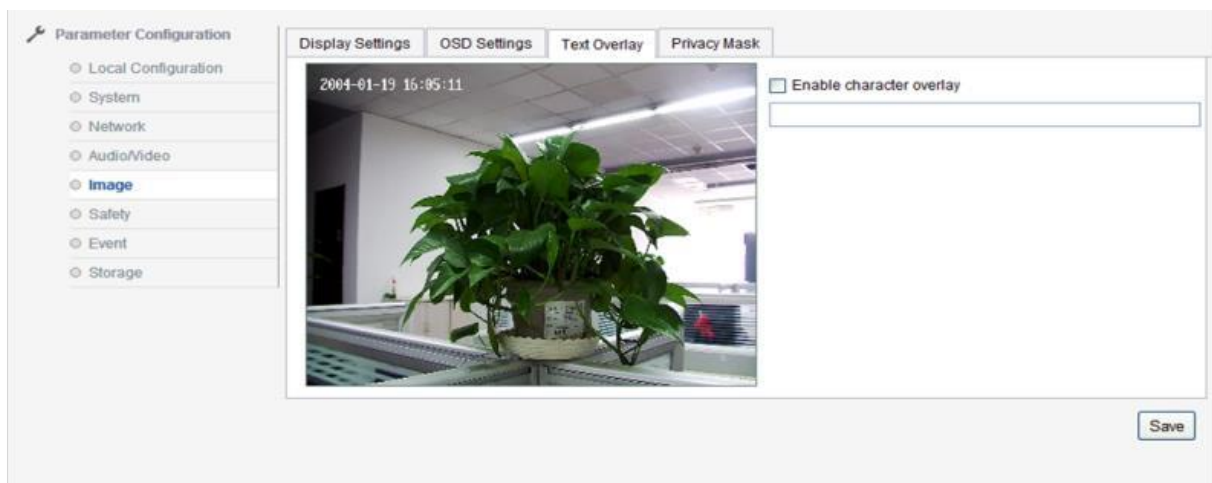 Parameter Configuration
Local Configuration
System
Network
Audio/Video
Image
Safety
Event
Storage
Display Settings
OSD Settings
Text Overlay
Privacy Mask
2004-01-19 16:05:11
Enable character overlay
Save